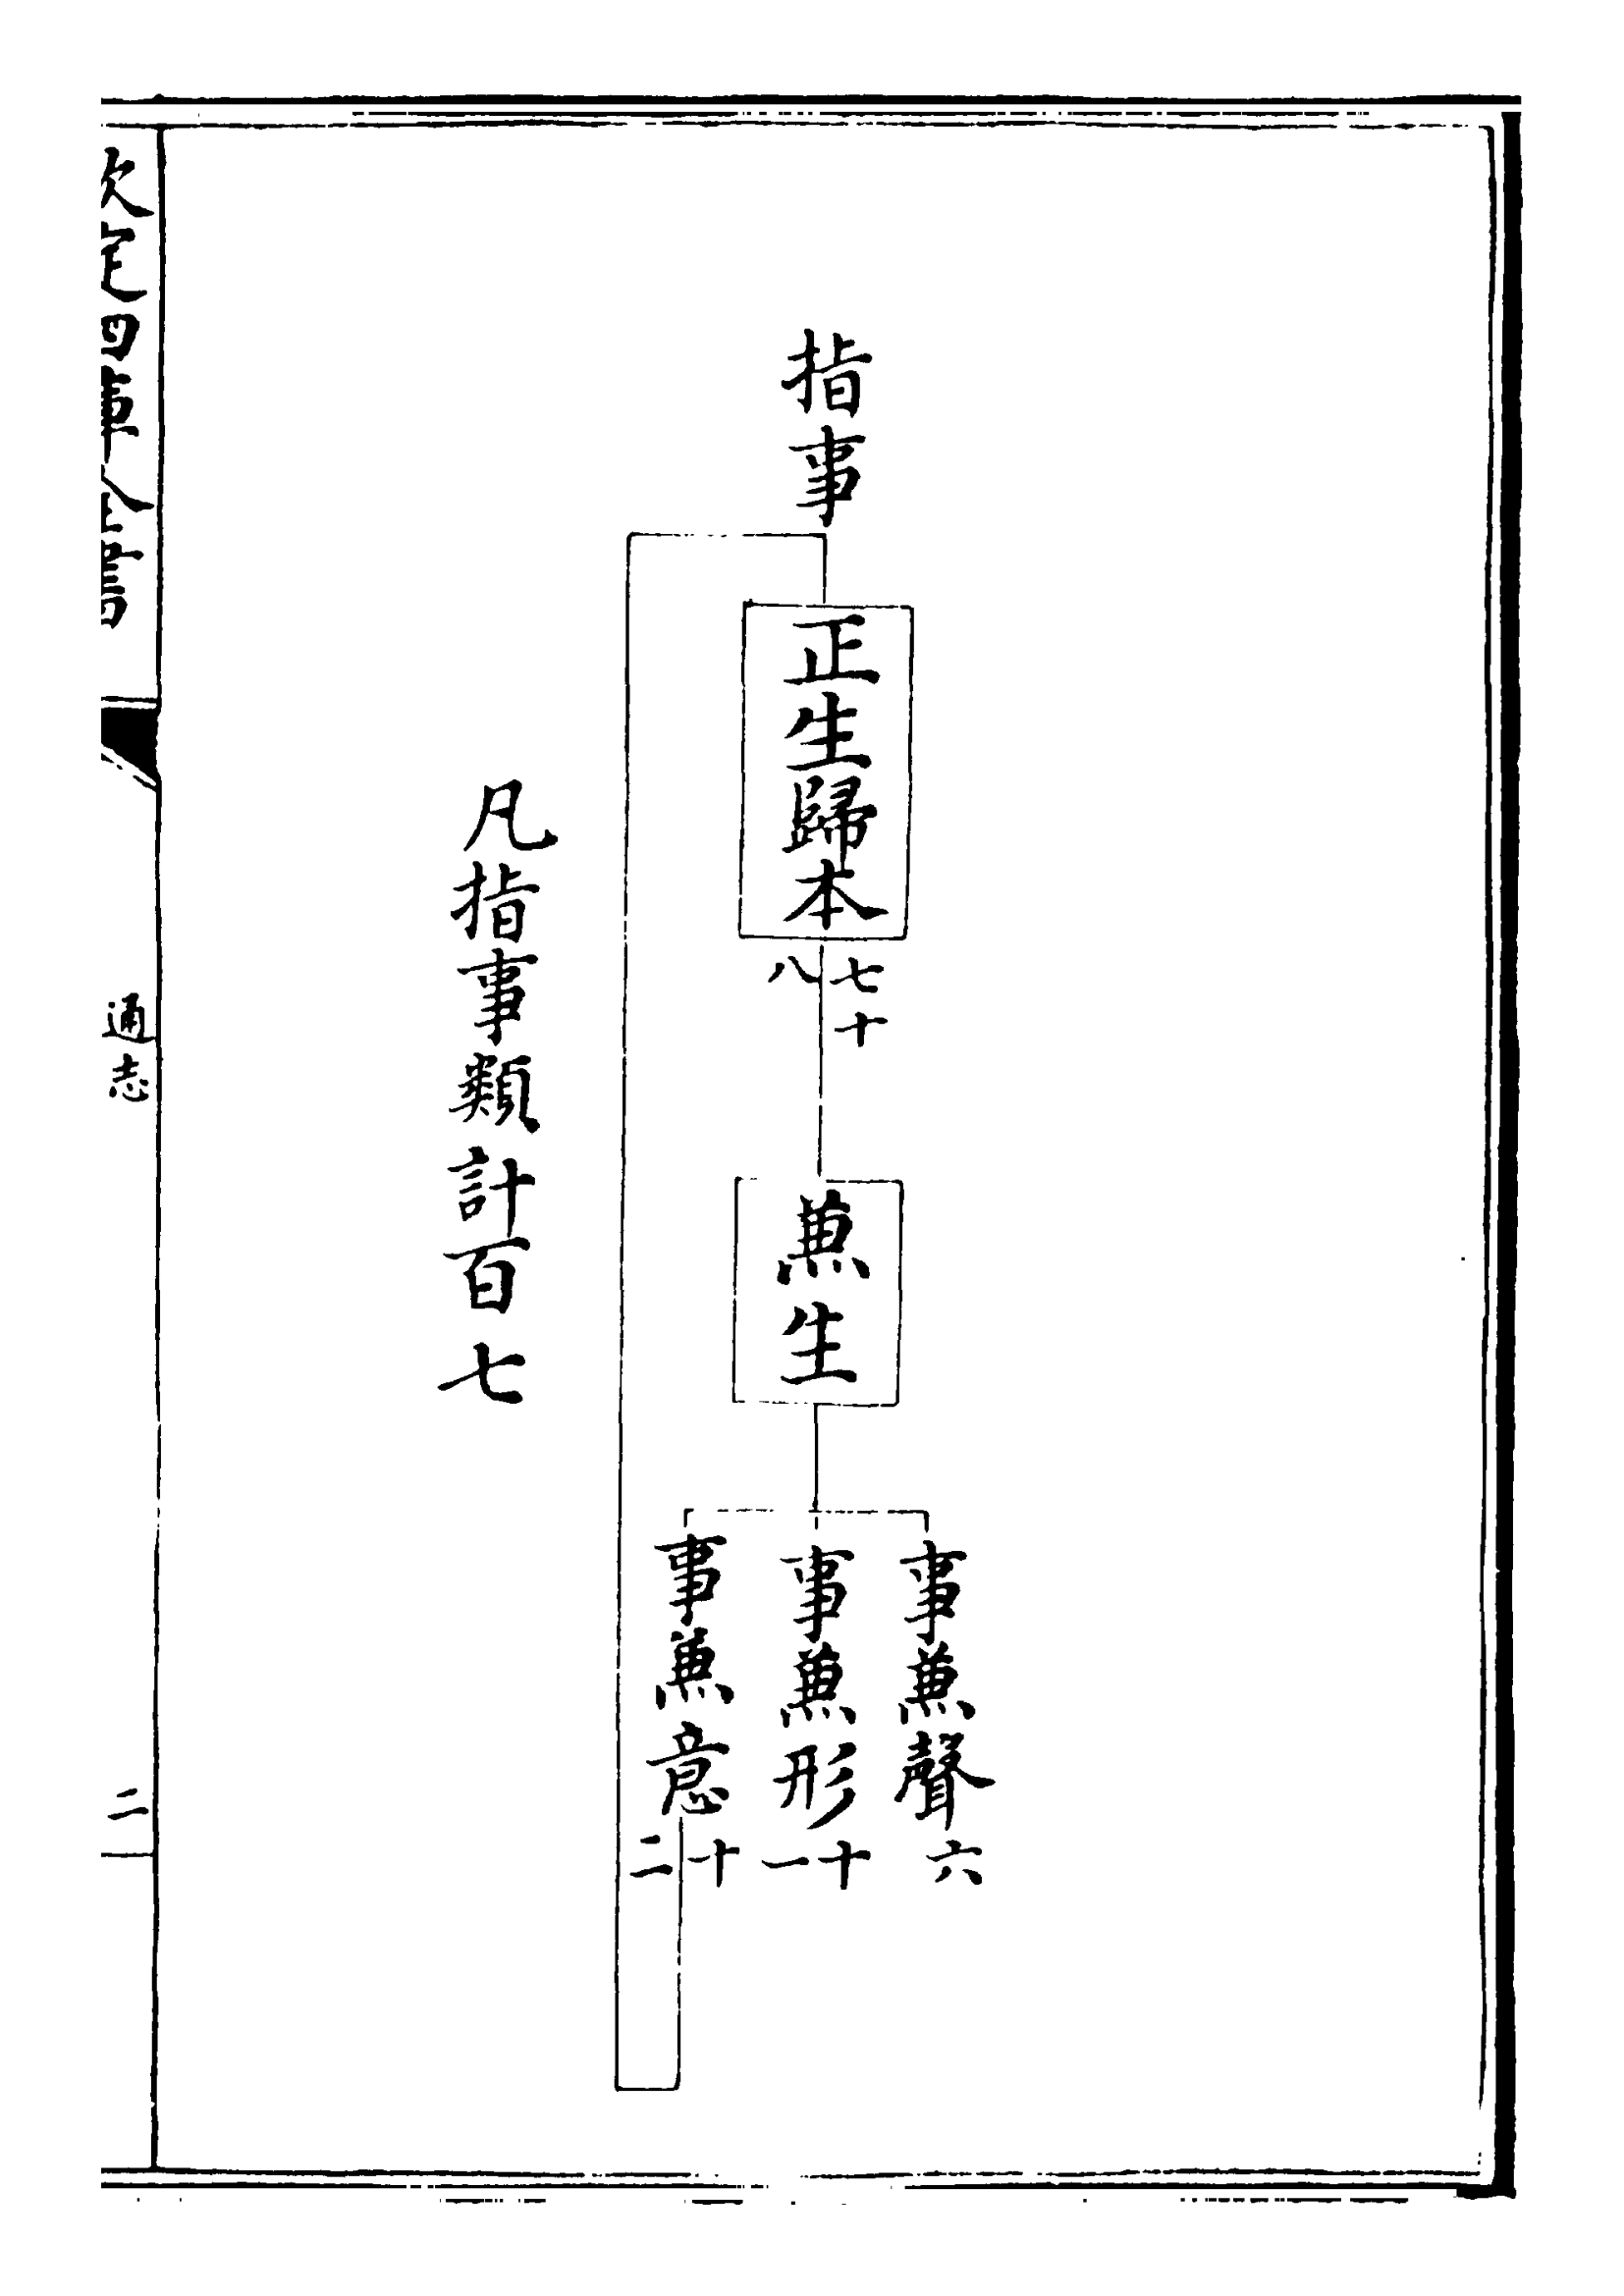 指事
正生歸本
七十
八
兼生
事兼聲
六
事兼形
十
一
事兼意
十
二
凡指事類計百七
欽定四庫全書
通志
二